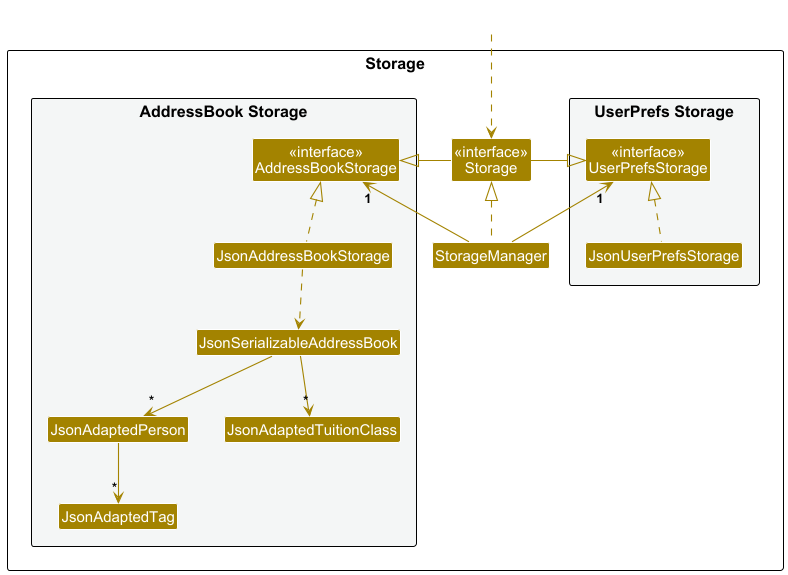 Storage
AddressBook Storage
UserPrefs Storage
«interface»
AddressBookStorage
«interface»
Storage
«interface»
UserPrefsStorage
1
1
JsonAddressBookStorage
StorageManager
JsonUserPrefsStorage
JsonSerializableAddressBook
*
*
JsonAdaptedPerson
JsonAdaptedTuitionClass
*
JsonAdaptedTag